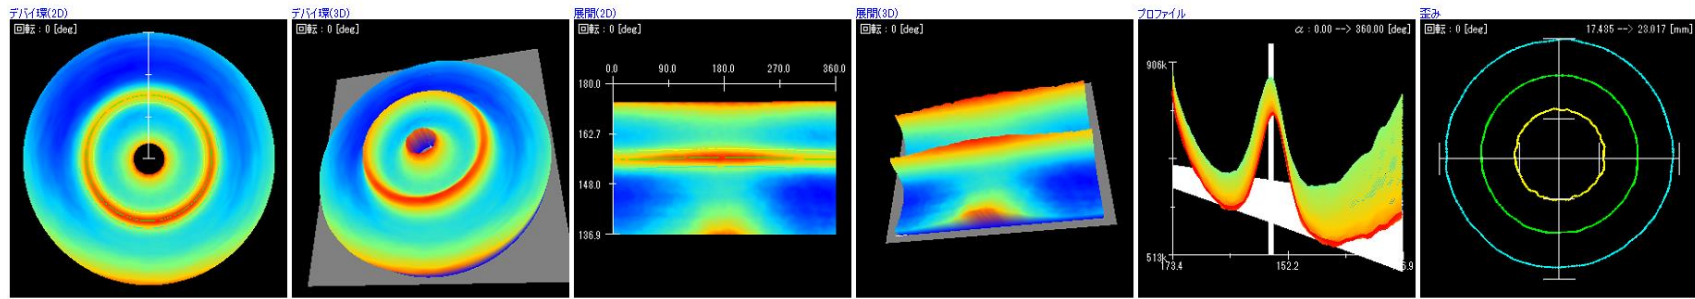 デバイ環(2D)
回転 : 0 [deg]
デバイ環(3D)
回転 : 0 [deg]
展開(2D)
回転 : 0 [deg]
0.0 90.0 180.0 270.0 360.0
180.0
162.7
148.0
136.9
展開(3D)
回転 : 0 [deg]
プロファイル
α : 0.00 --> 360.00 [deg]
906k
513k
173.4 152.2 5.9
歪み
回転 : 0 [deg] 17.435 --> 23.017 [mm]